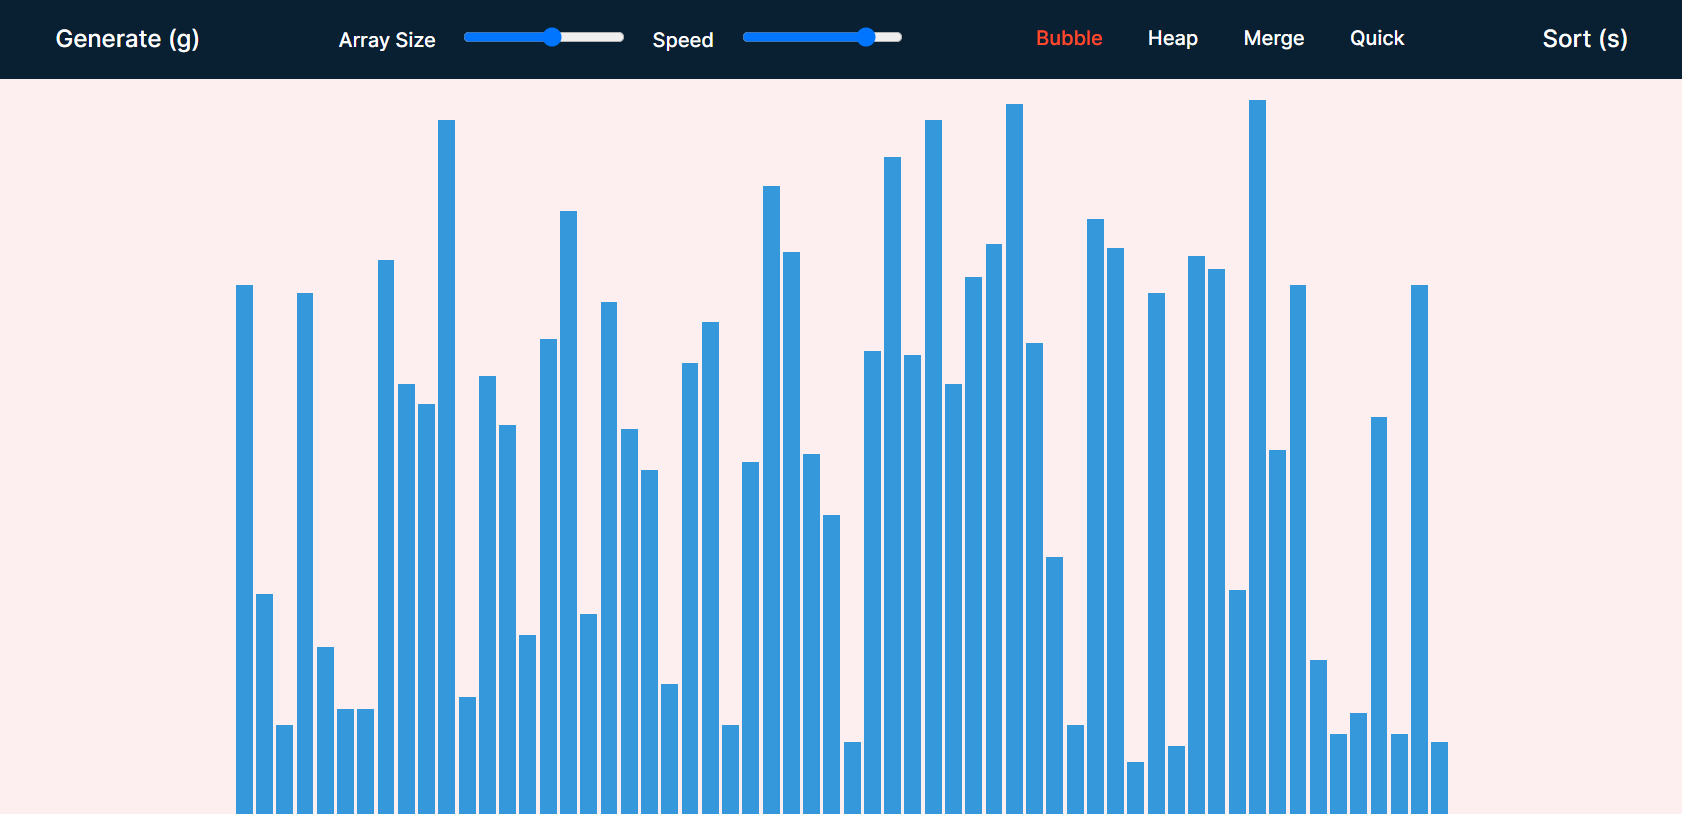 Generate (g)
Array Size
Speed
Bubble
Heap
Merge
Quick
Sort (s)